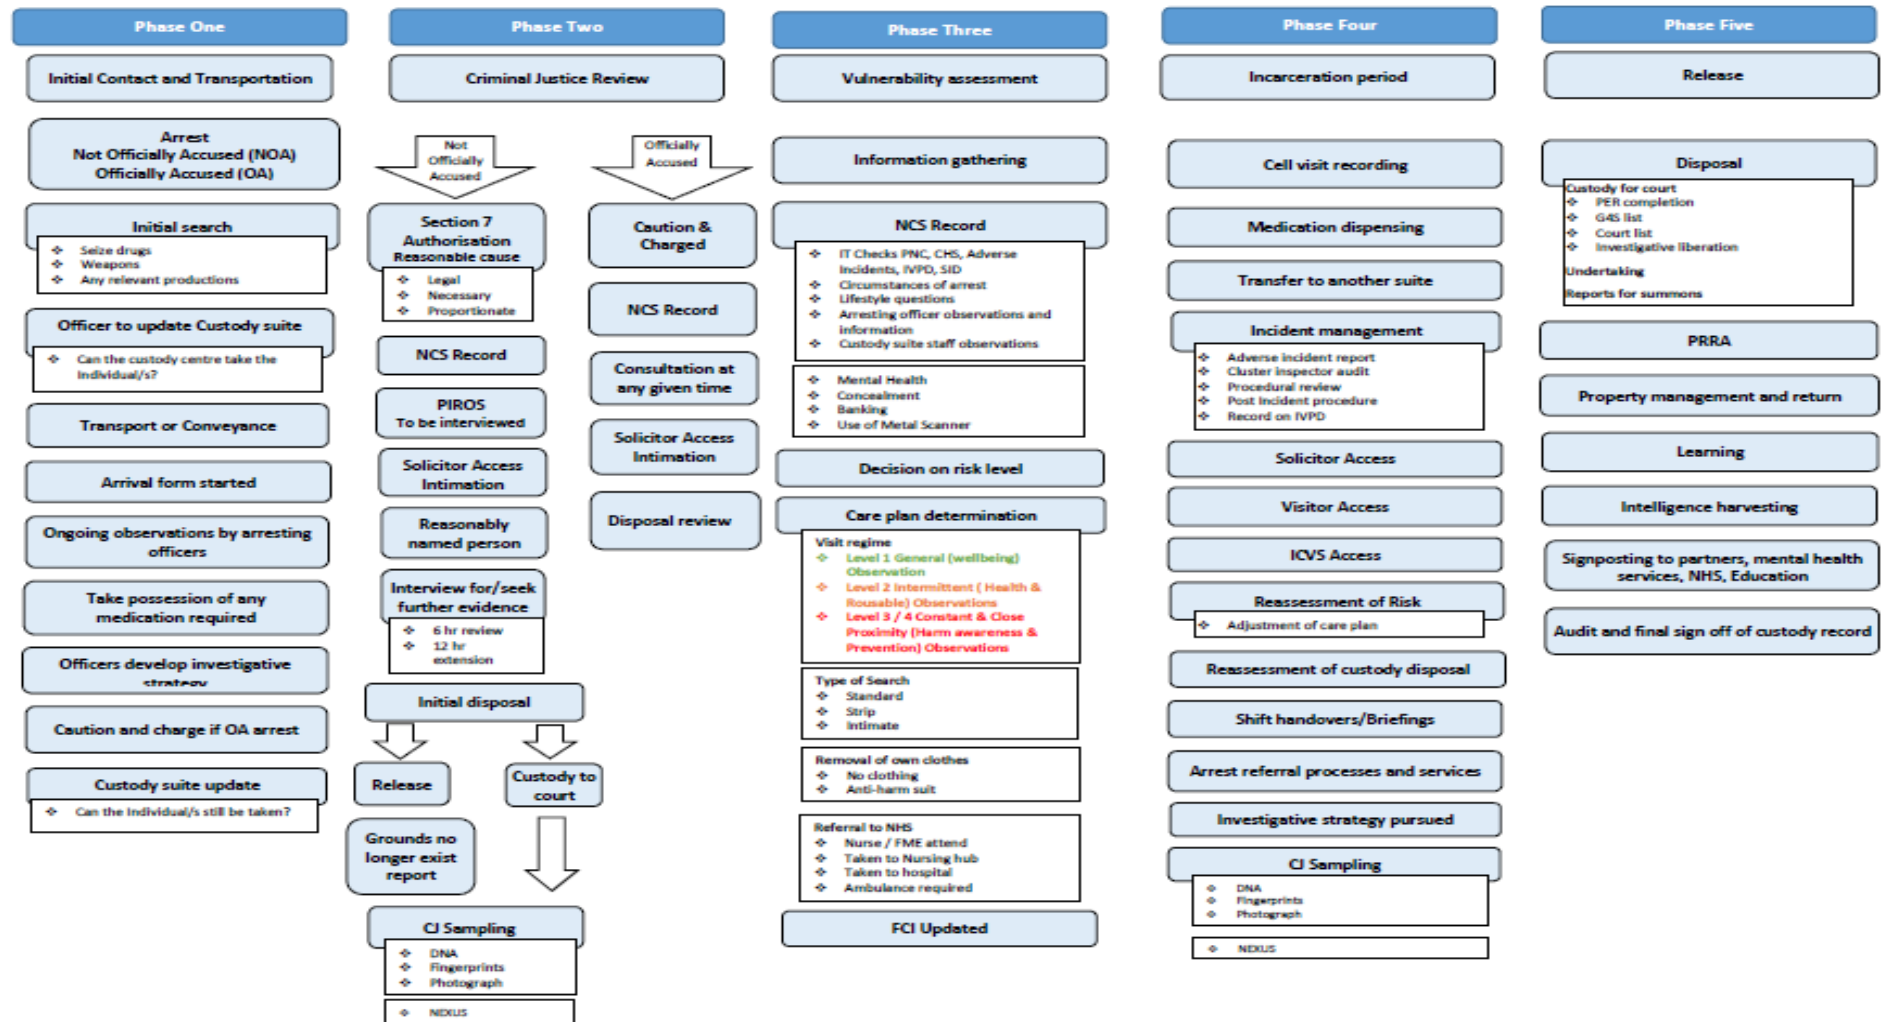 Phase One
Initial Contact and Transportation
Arrest
Not Officially Accused (NOA)
Officially Accused (OA)
Initial search
❖ Seize drugs
❖ Weapons
❖ Any relevant productions
Officer to update Custody suite
❖ Can the custody centre take the
Individual/s?
Transport or Conveyance
Arrival form started
Ongoing observations by arresting
officers
Take possession of any
medication required
Officers develop investigative
strategy
Caution and charge if OA arrest
Custody suite update
❖ Can the Individual/s still be taken?
Phase Two
Criminal Justice Review
Not
Officially
Accused
Section 7
Authorisation
Reasonable cause
❖ Legal
❖ Necessary
❖ Proportionate
NCS Record
PIROS
To be interviewed
Solicitor Access
Intimation
Reasonably
named person
Interview for/seek
further evidence
❖ 6 hr review
❖ 12 hr
extension
Initial disposal
Release
Custody to
court
Grounds no
longer exist
report
CJ Sampling
❖ DNA
❖ Fingerprints
❖ Photograph
❖ NEXUS
Officially
Accused
Caution &
Charged
NCS Record
Consultation at
any given time
Solicitor Access
Intimation
Disposal review
Phase Three
Vulnerability assessment
Information gathering
NCS Record
❖ IT Checks PNC, CHS, Adverse
Incidents, IVPD, SID
❖ Circumstances of arrest
❖ Lifestyle questions
❖ Arresting officer observations and
information
❖ Custody suite staff observations
❖ Mental Health
❖ Concealment
❖ Banking
❖ Use of Metal Scanner
Decision on risk level
Care plan determination
Visit regime
❖ Level 1 General (wellbeing)
Observation
❖ Level 2 Intermittent ( Health &
Rousable) Observations
❖ Level 3 / 4 Constant & Close
Proximity (Harm awareness &
Prevention) Observations
Type of Search
❖ Standard
❖ Strip
❖ Intimate
Removal of own clothes
❖ No clothing
❖ Anti-harm suit
Referral to NHS
❖ Nurse / FME attend
❖ Taken to Nursing hub
❖ Taken to hospital
❖ Ambulance required
FCI Updated
Phase Four
Incarceration period
Cell visit recording
Medication dispensing
Transfer to another suite
Incident management
❖ Adverse incident report
❖ Cluster inspector audit
❖ Procedural review
❖ Post Incident procedure
❖ Record on IVPD
Solicitor Access
Visitor Access
ICVS Access
Reassessment of Risk
❖ Adjustment of care plan
Reassessment of custody disposal
Shift handovers/Briefings
Arrest referral processes and services
Investigative strategy pursued
CJ Sampling
❖ DNA
❖ Fingerprints
❖ Photograph
❖ NEXUS
Phase Five
Release
Disposal
Custody for court
❖ PER completion
❖ G4S list
❖ Court list
❖ Investigative liberation
Undertaking
Reports for summons
PRRA
Property management and return
Learning
Intelligence harvesting
Signposting to partners, mental health
services, NHS, Education
Audit and final sign off of custody record